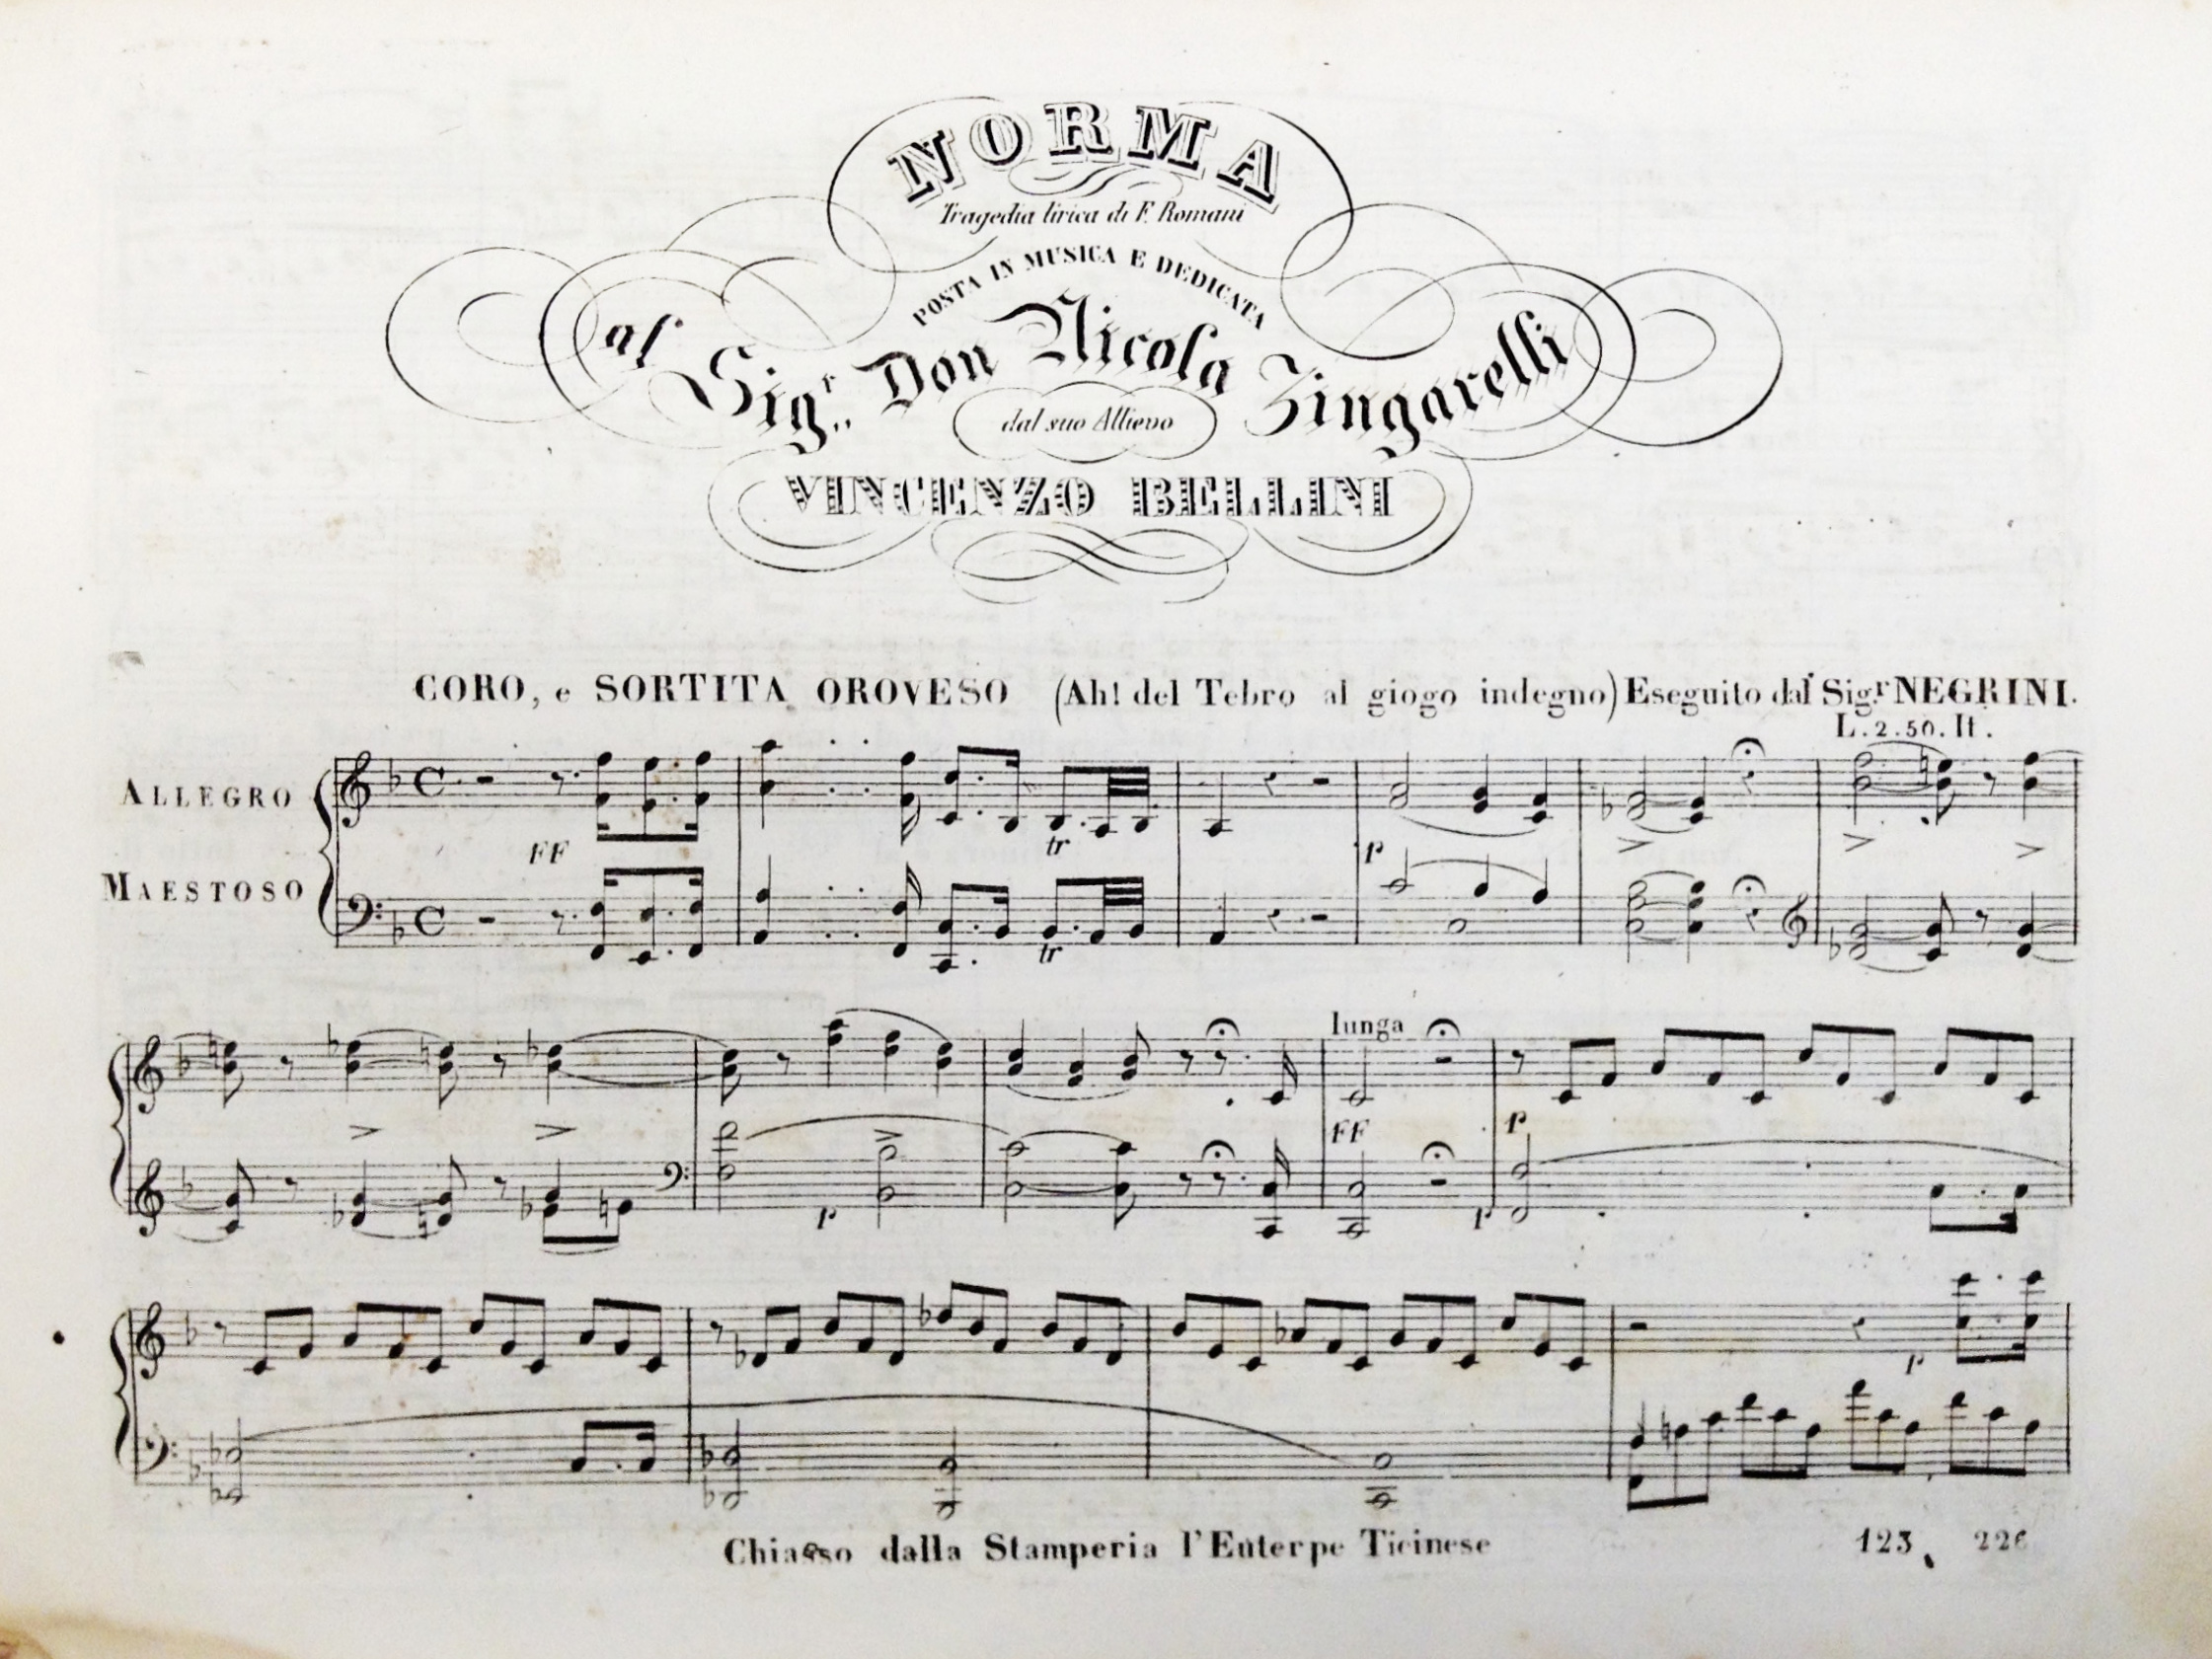 NORMA
Tragedia lirica di F. Romani
POSTA IN MUSICA E DEDICATA
al Sigr. Don Nicola Zingarelli
dal suo Allievo
VINCENZO BELLINI
CORO, e SORTITA OROVESO (Ah! del Tebro al giogo indegno) Eseguito dal Sigr. NEGRINI.
L. 2. 50. It.
ALLEGRO
MAESTOSO
FF
tr
tr
P
lunga
FF
P
P
P
P
Chiasso dalla Stamperia l'Euterpe Ticinese
123 226